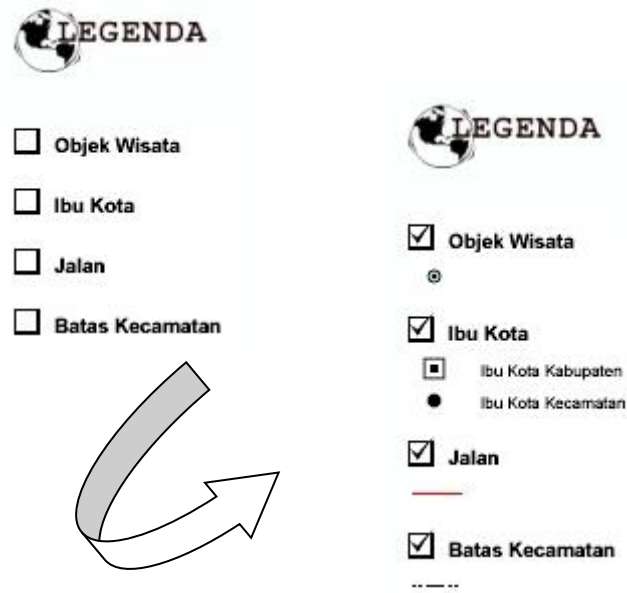 LEGENDA
Objek Wisata
Ibu Kota
Jalan
Batas Kecamatan
LEGENDA
Objek Wisata
Ibu Kota
Ibu Kota Kabupaten
Ibu Kota Kecamatan
Jalan
Batas Kecamatan